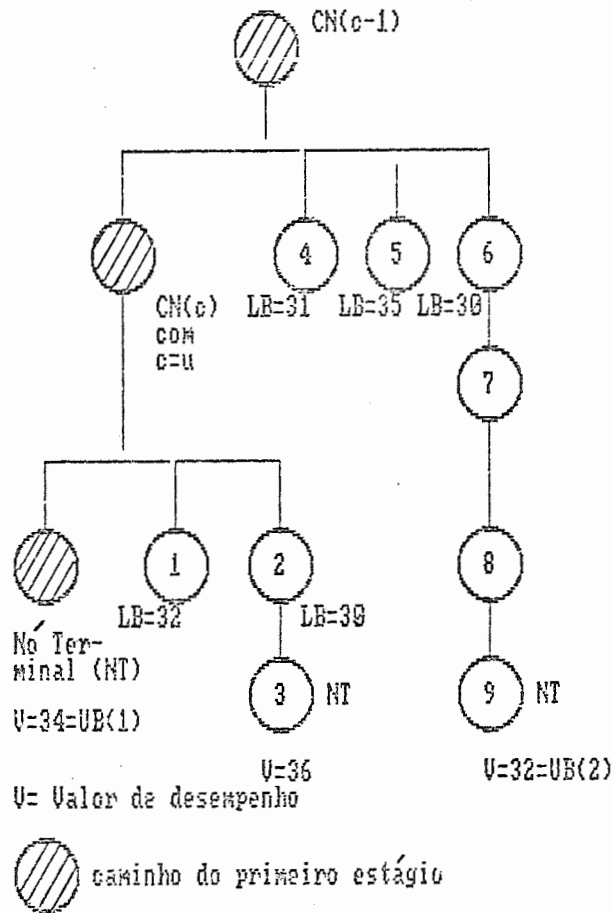 CN(c-1)
4
5
6
CN(c)
com
c=u
LB=31
LB=35
LB=30
7
1
2
8
LB=32
LB=30
Nó Ter-
minal (NT)
V=34=UB(1)
3
NT
9
NT
V=36
V=32=UB(2)
V= Valor de desempenho
caminho do primeiro estágio